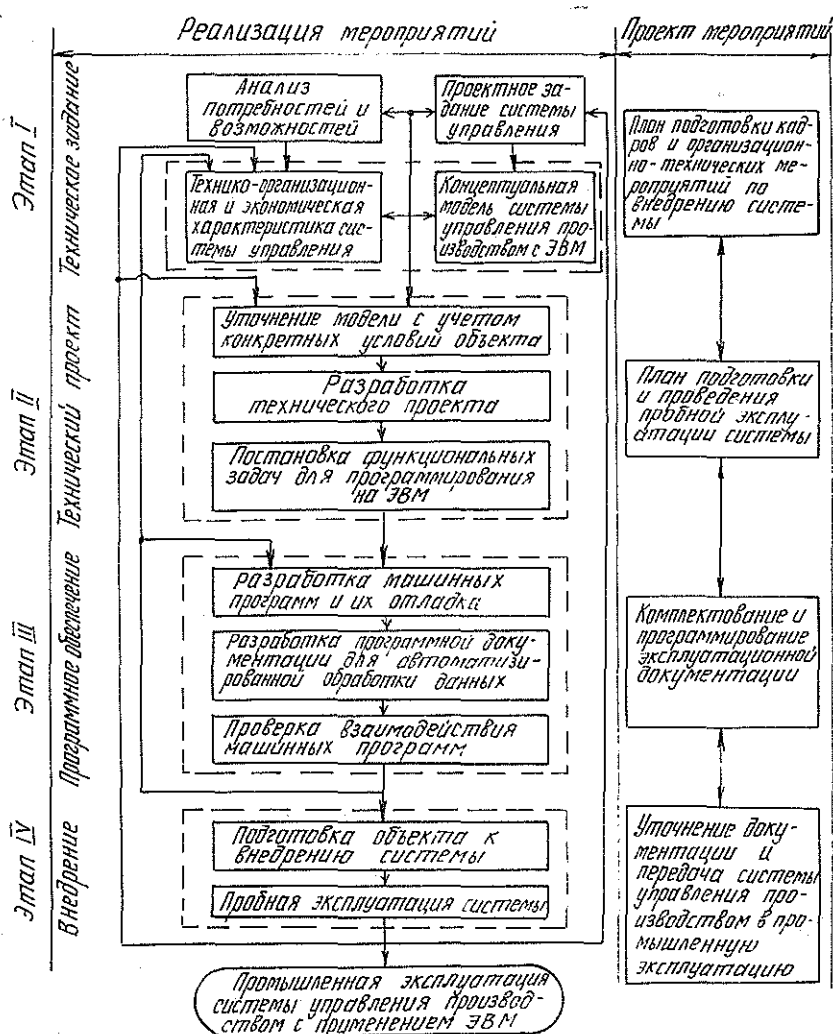 Реализация мероприятий
Проект мероприятий
Этап I
Техническое задание
Анализ
потребностей и
возможностей
Проектное за-
дание системы
управления
Технико-организацион-
ная и экономическая
характеристика сис-
темы управления
Концептуальная
модель системы
управления про-
изводством с ЭВМ
План подготовки кад-
ров и организацион-
но-технических ме-
роприятий по
внедрению систе-
мы
Этап II
Технический проект
Уточнение модели с учетом
конкретных условий объекта
Разработка
технического проекта
Постановка функциональных
задач для программирования
на ЭВМ
План подготовки
и проведения
пробной эксплу-
атации системы
Этап III
Программное обеспечение
Разработка машинных
программ и их отладка
Разработка программной доку-
ментации для автоматизи-
рованной обработки данных
Проверка взаимодействия
машинных программ
Комплектование и
программирование
эксплуатационной
документации
Этап IV
Внедрение
Подготовка объекта к
внедрению системы
Пробная эксплуатация системы
Уточнение доку-
ментации и
передача системы
управления про-
изводством в про-
мышленную
эксплуатацию
Промышленная эксплуатация
системы управления производ-
ством с применением ЭВМ